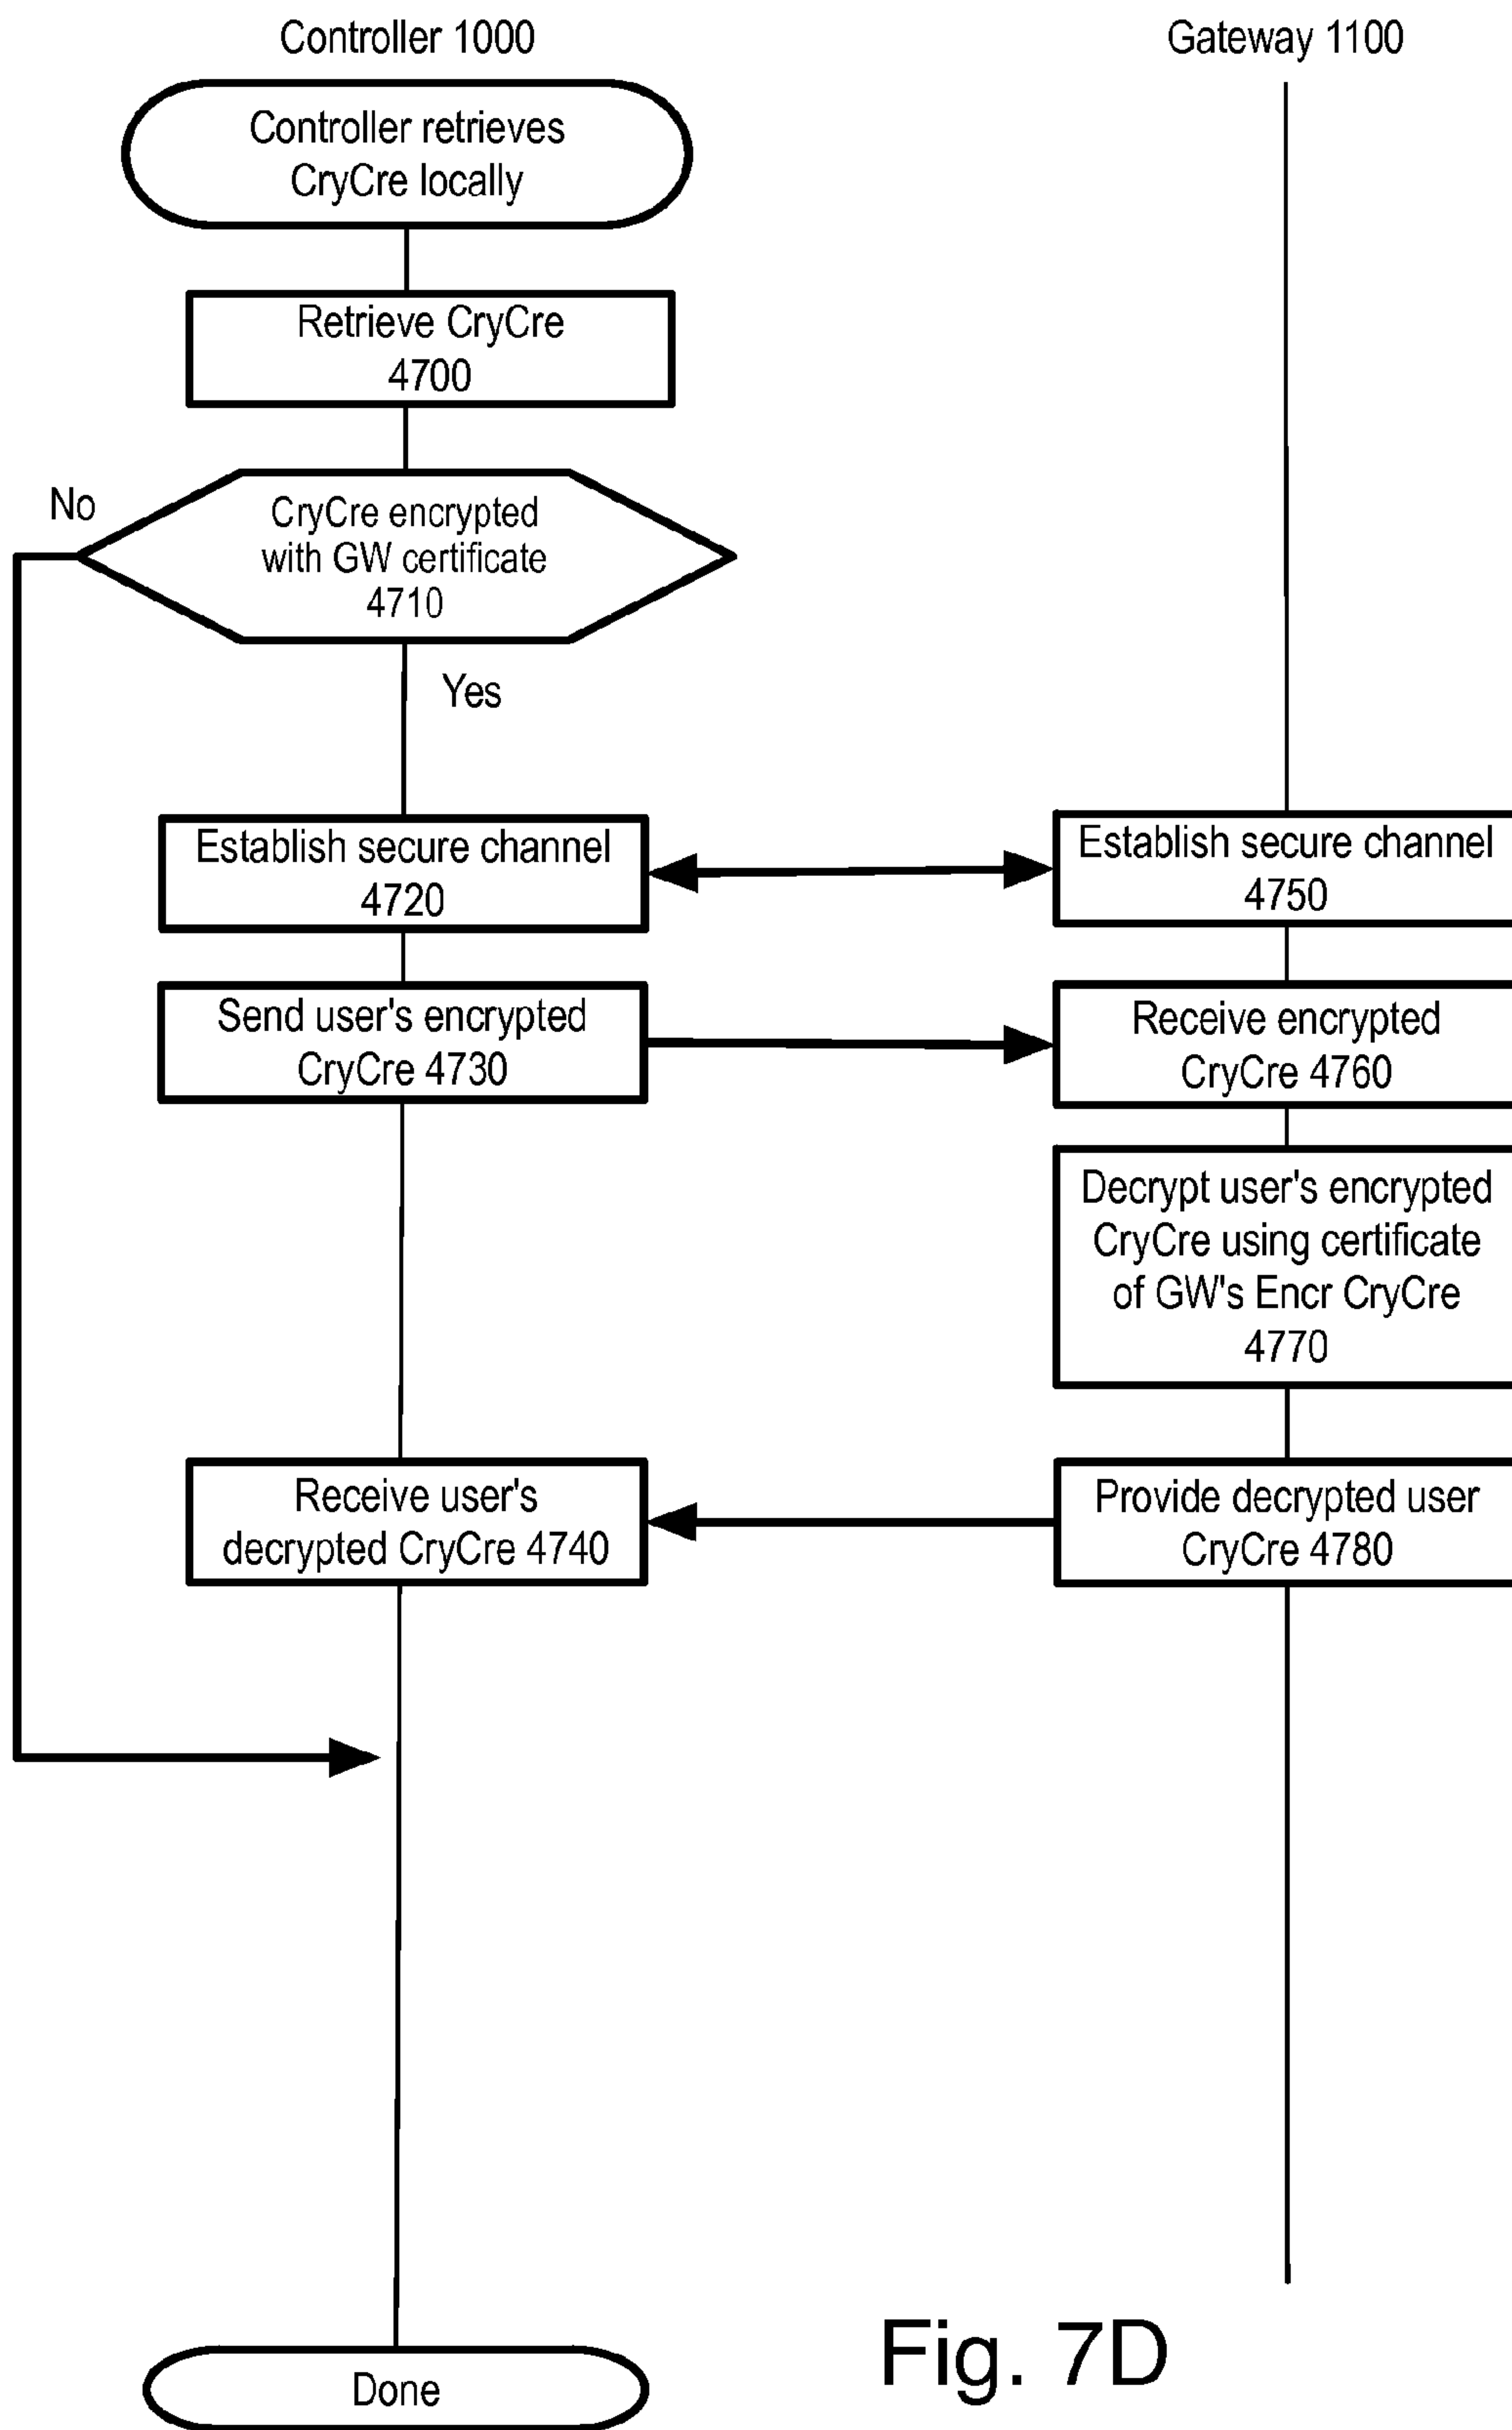 Controller 1000
Gateway 1100
Controller retrieves
CryCre locally
Retrieve CryCre
4700
No
CryCre encrypted
with GW certificate
4710
Yes
Establish secure channel
4720
Establish secure channel
4750
Send user's encrypted
CryCre 4730
Receive encrypted
CryCre 4760
Decrypt user's encrypted
CryCre using certificate
of GW's Encr CryCre
4770
Receive user's
decrypted CryCre 4740
Provide decrypted user
CryCre 4780
Done
Fig. 7D